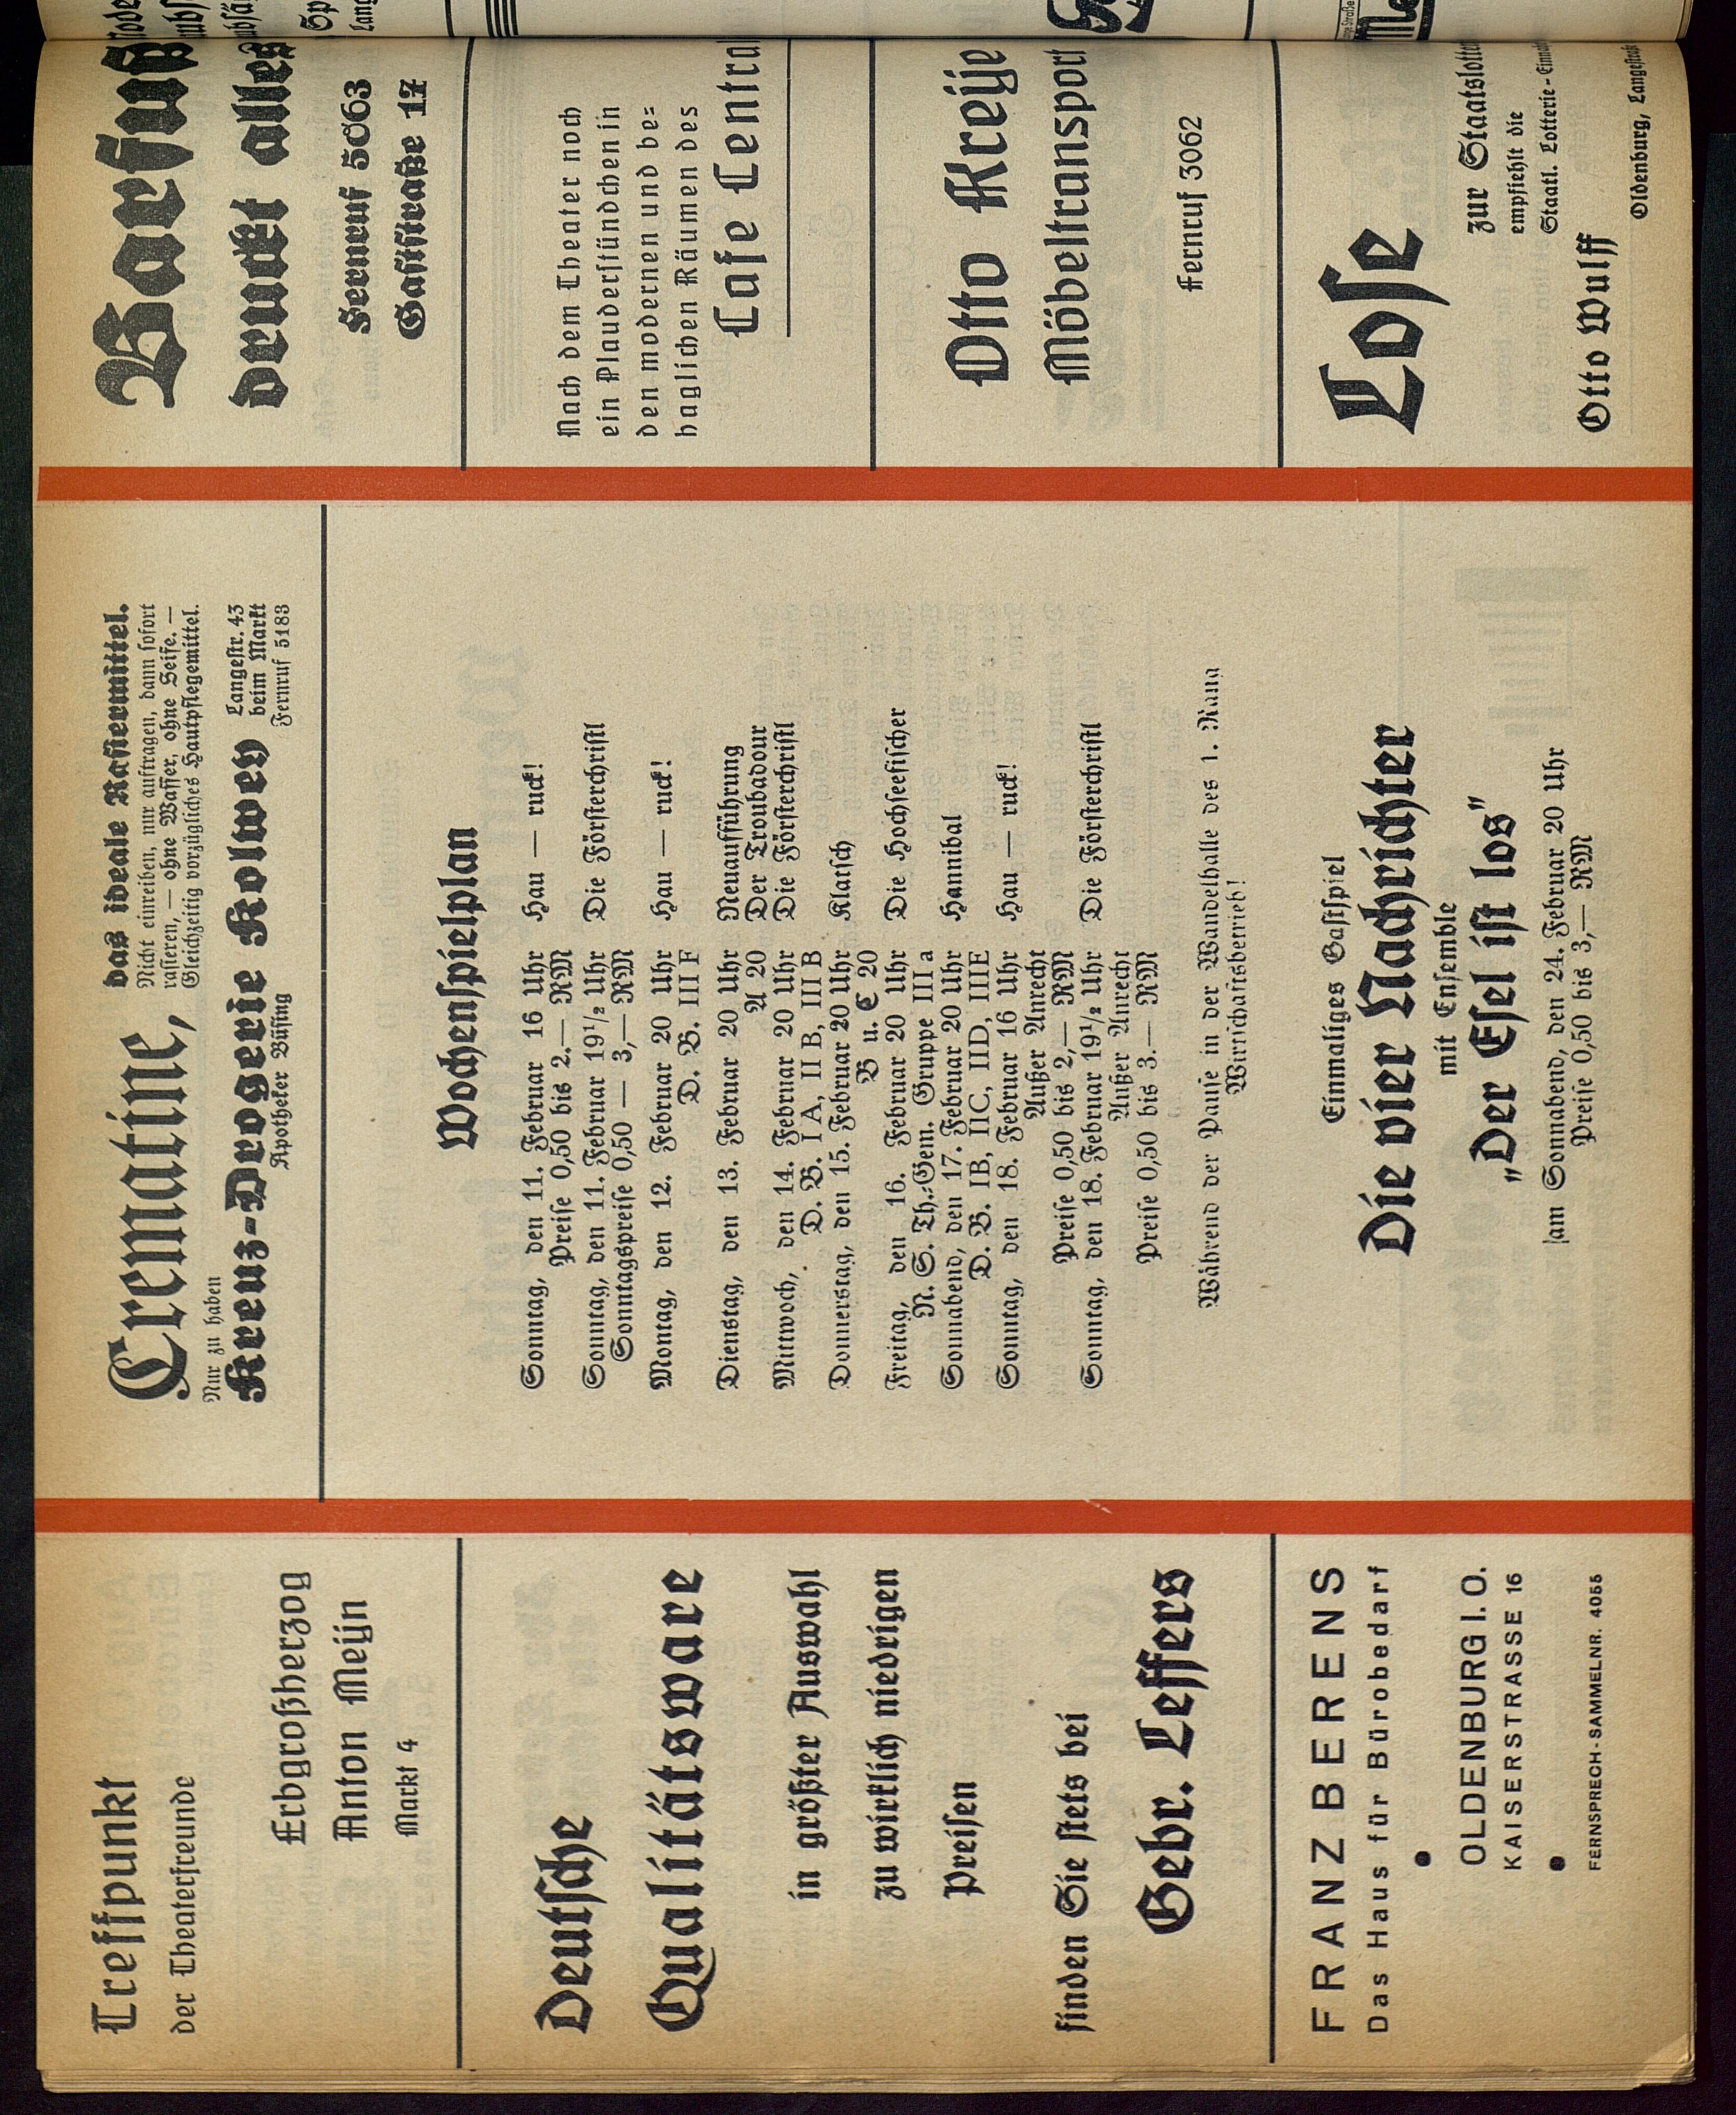 Treffpunkt
der Theaterfreunde
Erbgroßherzog
Anton Meijn
Markt 4
Deutsche
Qualitätsware
in größter Auswahl
zu wirklich niedrigen
Preisen
finden Sie stets bei
Gebr. Leffers
FRANZ BERENS
Das Haus für Bürobedarf
OLDENBURG I. O.
KAISERSTRASSE 16
FERNSPRECH-SAMMELNR. 4055
Crematine, das ideale Rasiermittel.
Nicht einreiben, nur auftragen, dann sofort
rasieren, — ohne Wasser, ohne Seife. —
Gleichzeitig vorzügliches Hautpflegemittel.
Nur zu haben
Kreuz-Drogerie Kolwey
Apotheker Büsing
Langestr. 43
beim Markt
Fernruf 5183
Wochenspielplan
Sonntag, den 11. Februar 16 Uhr Hau — ruck!
Preise 0,50 bis 2.— RM
Sonntag, den 11. Februar 19½ Uhr Die Försterchristl
Sonntagspreise 0,50 — 3,— RM
Montag, den 12. Februar 20 Uhr Hau — ruck!
D. B. III F
Dienstag, den 13. Februar 20 Uhr Neuaufführung
A 20 Der Troubadour
Mittwoch, den 14. Februar 20 Uhr Die Försterchristl
D. B. I A, II B, III B
Donnerstag, den 15. Februar 20 Uhr Klatsch
B u. C 20
Freitag, den 16. Februar 20 Uhr Die Hochseefischer
N. S. Th.-Gem. Gruppe III a
Sonnabend, den 17. Februar 20 Uhr Hannibal
D. B. IB, IIC, IID, IIIE
Sonntag, den 18. Februar 16 Uhr Hau — ruck!
Außer Anrecht
Preise 0,50 bis 2,— RM
Sonntag, den 18. Februar 19½ Uhr Die Försterchristl
Außer Anrecht
Preise 0,50 bis 3.— RM
Während der Pause in der Wandelhalle des 1. Rang
Wirtschaftsbetrieb!
Einmaliges Gastspiel
Die vier Nachrichter
mit Ensemble
„Der Esel ist los"
am Sonnabend, den 24. Februar 20 Uhr
Preise 0,50 bis 3,— RM
Barfuß
druckt alles
Fernruf 5063
Gaststraße 17
Nach dem Theater noch
ein Plauderstündchen in
den modernen und be=
haglichen Räumen des
Cafe Central
Otto Kreije
Möbeltransport
Fernruf 3062
Lose
zur Staatslotte
empfiehlt die
Staatl. Lotterie-Einna
Otto Wulff
Oldenburg, Langestraß